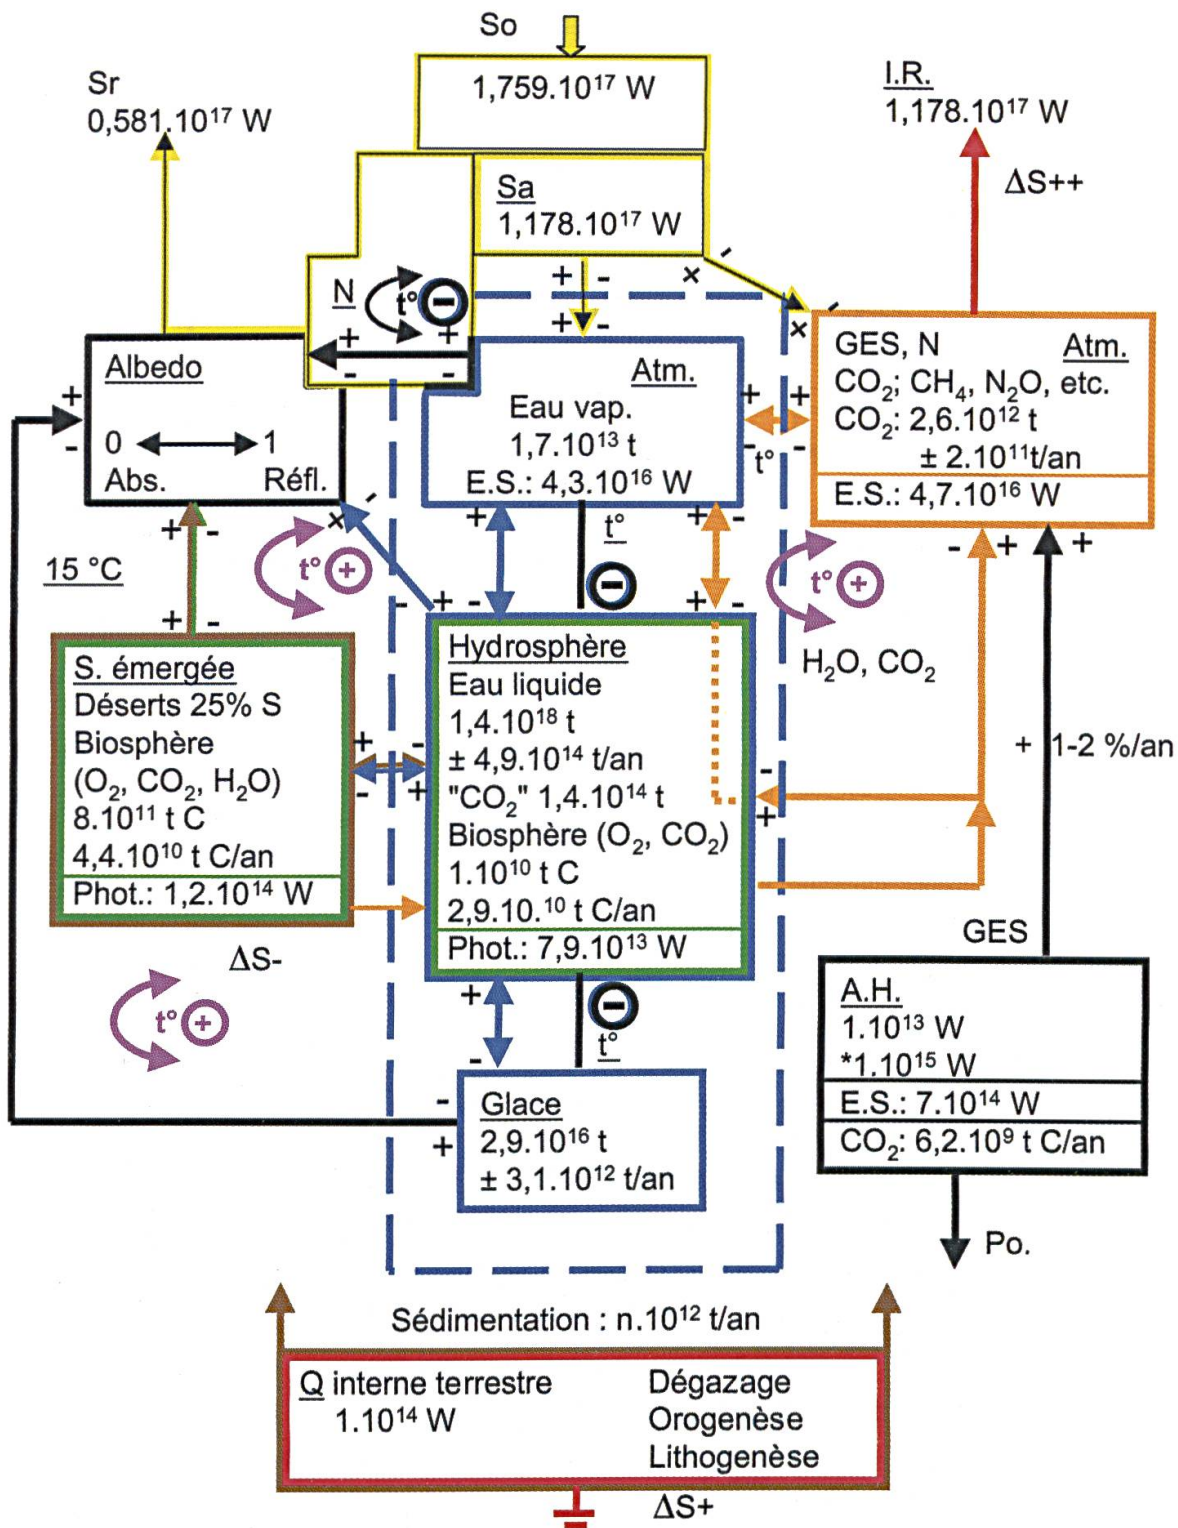 So
1,759.10¹⁷ W
Sr
0,581.10¹⁷ W
I.R.
1,178.10¹⁷ W
ΔS++
Sa
1,178.10¹⁷ W
+ -
- ×
N
t° -
+ +
- -
+ -
- ×
Albedo
0 1
Abs. Réfl.
+
-
Atm.
Eau vap.
1,7.10¹³ t
E.S.: 4,3.10¹⁶ W
+ +
- t° -
GES, N Atm.
CO₂; CH₄, N₂O, etc.
CO₂: 2,6.10¹² t
± 2.10¹¹t/an
E.S.: 4,7.10¹⁶ W
+ -
× -
t° +
15 °C
+ -
- + -
+ -
t°
-
+ -
+ -
t° +
- + +
H₂O, CO₂
S. émergée
Déserts 25% S
Biosphère
(O₂, CO₂, H₂O)
8.10¹¹ t C
4,4.10¹⁰ t C/an
Phot.: 1,2.10¹⁴ W
+ -
- +
Hydrosphère
Eau liquide
1,4.10¹⁸ t
± 4,9.10¹⁴ t/an
"CO₂" 1,4.10¹⁴ t
Biosphère (O₂, CO₂)
1.10¹⁰ t C
2,9.10.¹⁰ t C/an
Phot.: 7,9.10¹³ W
-
+
+ 1-2 %/an
GES
ΔS-
t° +
+
-
-
t°
A.H.
1.10¹³ W
*1.10¹⁵ W
E.S.: 7.10¹⁴ W
CO₂: 6,2.10⁹ t C/an
Po.
-
+
Glace
2,9.10¹⁶ t
± 3,1.10¹² t/an
Sédimentation : n.10¹² t/an
Q interne terrestre
1.10¹⁴ W
Dégazage
Orogenèse
Lithogenèse
ΔS+